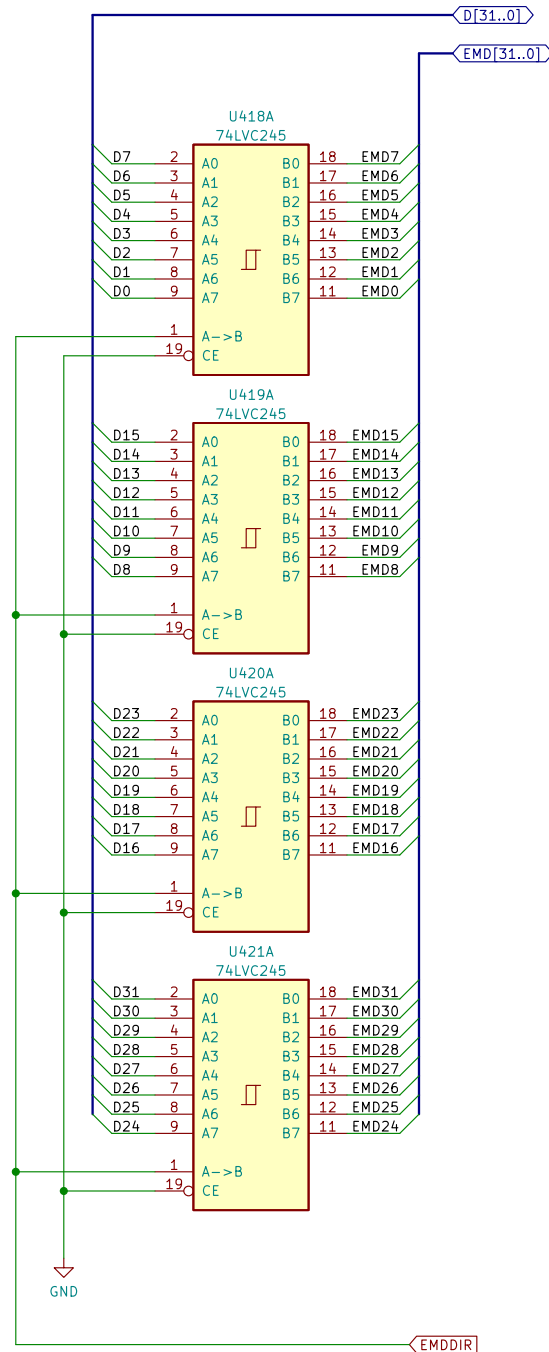 D[31..0]
EMD[31..0]
U418A
74LVC245
D7 2 A0 B0 18 EMD7
D6 3 A1 B1 17 EMD6
D5 4 A2 B2 16 EMD5
D4 5 A3 B3 15 EMD4
D3 6 A4 B4 14 EMD3
D2 7 A5 B5 13 EMD2
D1 8 A6 B6 12 EMD1
D0 9 A7 B7 11 EMD0
1 A->B
19 CE
U419A
74LVC245
D15 2 A0 B0 18 EMD15
D14 3 A1 B1 17 EMD14
D13 4 A2 B2 16 EMD13
D12 5 A3 B3 15 EMD12
D11 6 A4 B4 14 EMD11
D10 7 A5 B5 13 EMD10
D9 8 A6 B6 12 EMD9
D8 9 A7 B7 11 EMD8
1 A->B
19 CE
U420A
74LVC245
D23 2 A0 B0 18 EMD23
D22 3 A1 B1 17 EMD22
D21 4 A2 B2 16 EMD21
D20 5 A3 B3 15 EMD20
D19 6 A4 B4 14 EMD19
D18 7 A5 B5 13 EMD18
D17 8 A6 B6 12 EMD17
D16 9 A7 B7 11 EMD16
1 A->B
19 CE
U421A
74LVC245
D31 2 A0 B0 18 EMD31
D30 3 A1 B1 17 EMD30
D29 4 A2 B2 16 EMD29
D28 5 A3 B3 15 EMD28
D27 6 A4 B4 14 EMD27
D26 7 A5 B5 13 EMD26
D25 8 A6 B6 12 EMD25
D24 9 A7 B7 11 EMD24
1 A->B
19 CE
GND
EMDDIR